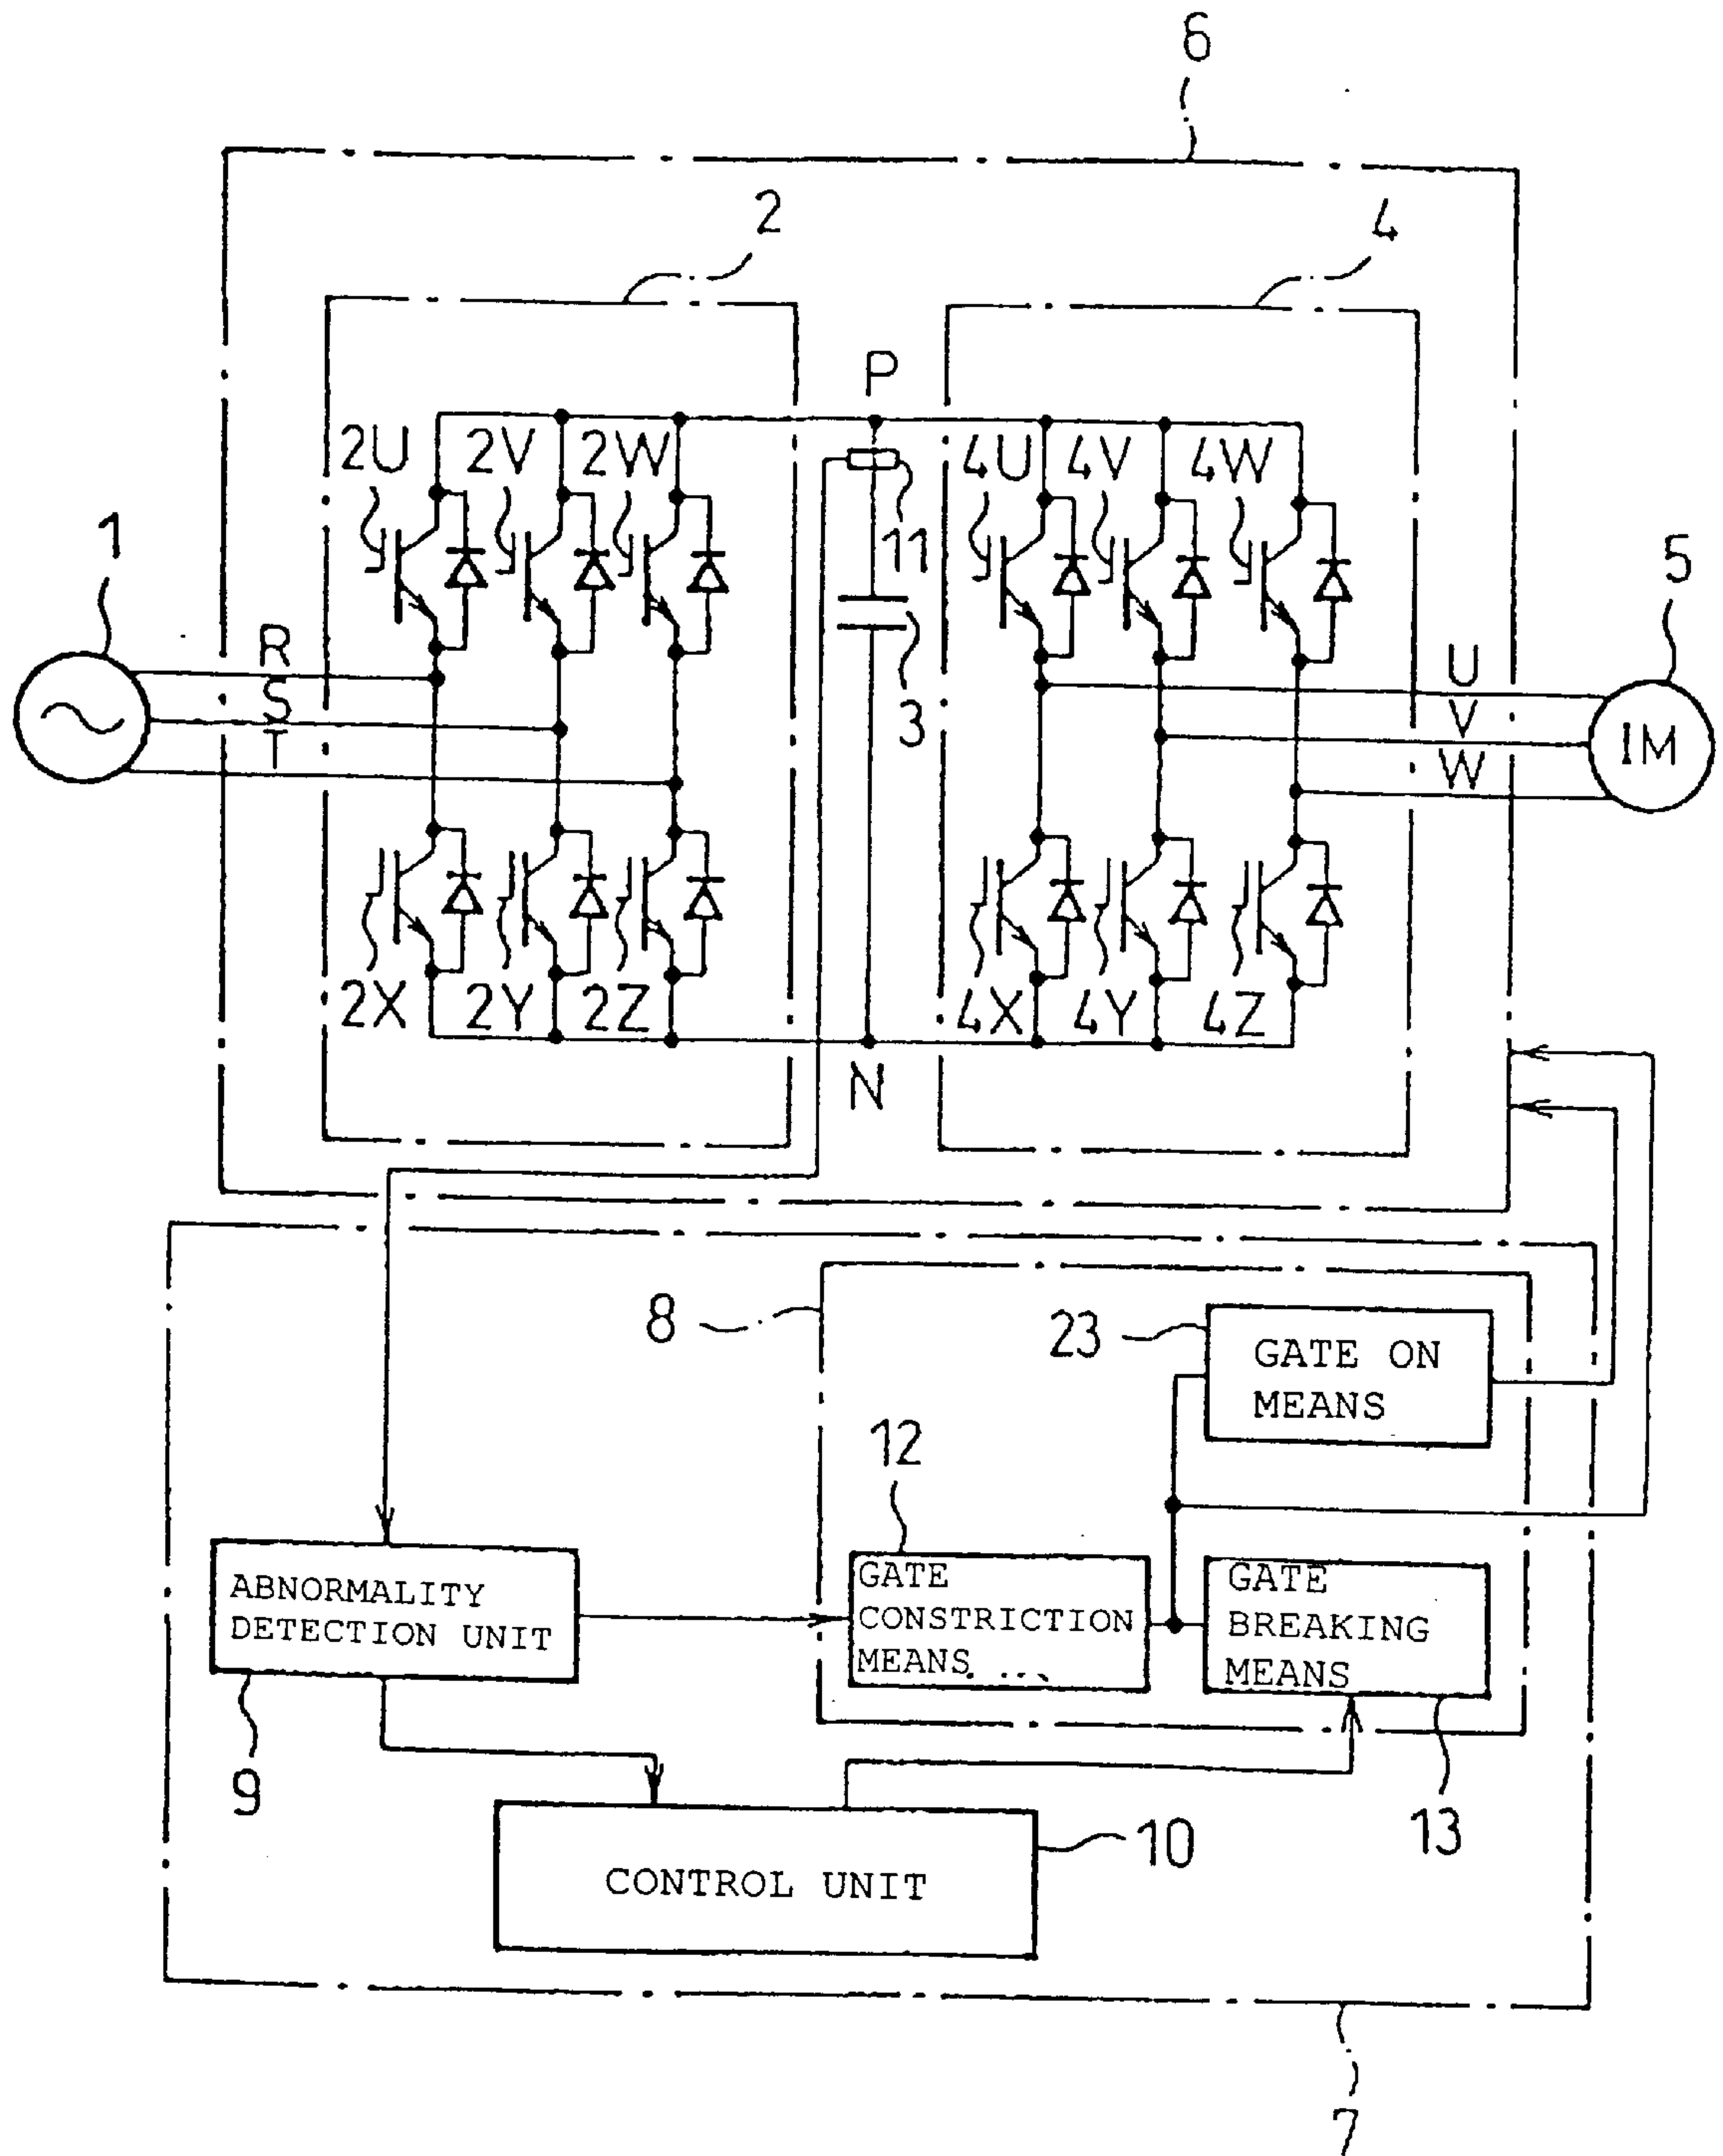 6
2
4
P
2U 2V 2W
4U 4V 4W
11
1
5
R
S
T
3
U
V
W
IM
2X 2Y 2Z
4X 4Y 4Z
N
8
23
GATE ON
MEANS
12
GATE
CONSTRICTION
MEANS
GATE
BREAKING
MEANS
ABNORMALITY
DETECTION UNIT
9
13
10
CONTROL UNIT
7